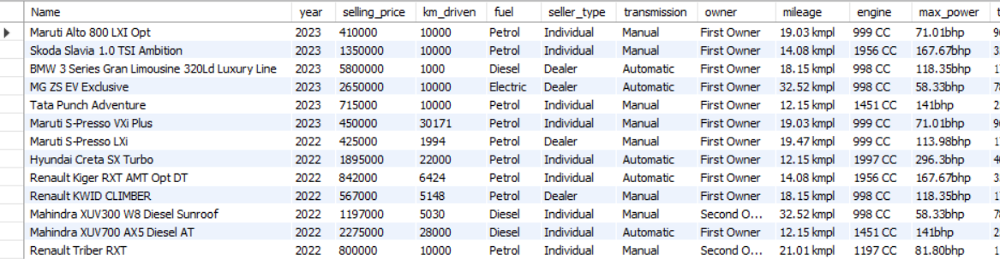 Name year selling_price km_driven fuel seller_type transmission owner mileage engine max_power
Maruti Alto 800 LXI Opt 2023 410000 10000 Petrol Individual Manual First Owner 19.03 kmpl 999 CC 71.01bhp
Skoda Slavia 1.0 TSI Ambition 2023 1350000 10000 Petrol Individual Manual First Owner 14.08 kmpl 1956 CC 167.67bhp
BMW 3 Series Gran Limousine 320Ld Luxury Line 2023 5800000 1000 Diesel Dealer Automatic First Owner 18.15 kmpl 998 CC 118.35bhp
MG ZS EV Exclusive 2023 2650000 10000 Electric Dealer Automatic First Owner 32.52 kmpl 998 CC 58.33bhp
Tata Punch Adventure 2023 715000 10000 Petrol Individual Manual First Owner 12.15 kmpl 1451 CC 141bhp
Maruti S-Presso VXi Plus 2023 450000 30171 Petrol Individual Manual First Owner 19.03 kmpl 999 CC 71.01bhp
Maruti S-Presso LXi 2022 425000 1994 Petrol Dealer Manual First Owner 19.47 kmpl 999 CC 113.98bhp
Hyundai Creta SX Turbo 2022 1895000 22000 Petrol Individual Automatic First Owner 12.15 kmpl 1997 CC 296.3bhp
Renault Kiger RXT AMT Opt DT 2022 842000 6424 Petrol Individual Automatic First Owner 14.08 kmpl 1956 CC 167.67bhp
Renault KWID CLIMBER 2022 567000 5148 Petrol Dealer Manual First Owner 18.15 kmpl 998 CC 118.35bhp
Mahindra XUV300 W8 Diesel Sunroof 2022 1197000 5030 Diesel Individual Manual Second O... 32.52 kmpl 998 CC 58.33bhp
Mahindra XUV700 AX5 Diesel AT 2022 2275000 28000 Diesel Individual Automatic First Owner 12.15 kmpl 1451 CC 141bhp
Renault Triber RXT 2022 800000 10000 Petrol Individual Manual Second O... 21.01 kmpl 1197 CC 81.80bhp